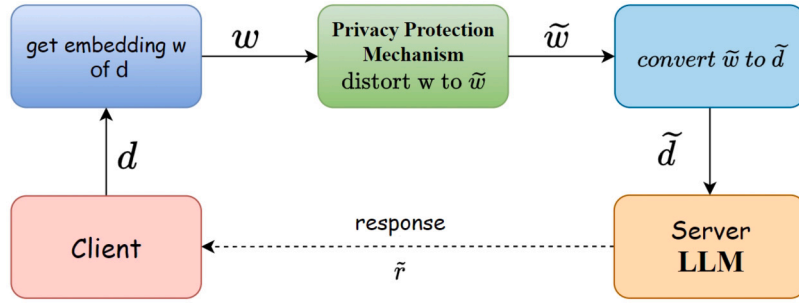 get embedding w
of d
w
Privacy Protection
Mechanism
distort w to w̃
w̃
convert w̃ to d̃
d
d̃
Client
response
r̃
Server
LLM